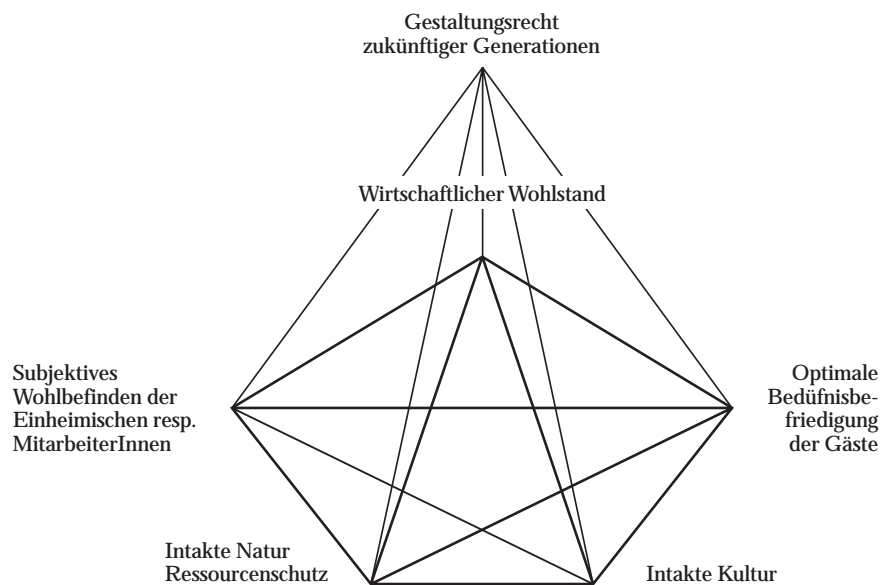 Gestaltungsrecht
zukünftiger Generationen
Wirtschaftlicher Wohlstand
Subjektives
Wohlbefinden der
Einheimischen resp.
MitarbeiterInnen
Optimale
Bedüfnisbe-
friedigung
der Gäste
Intakte Natur
Ressourcenschutz
Intakte Kultur